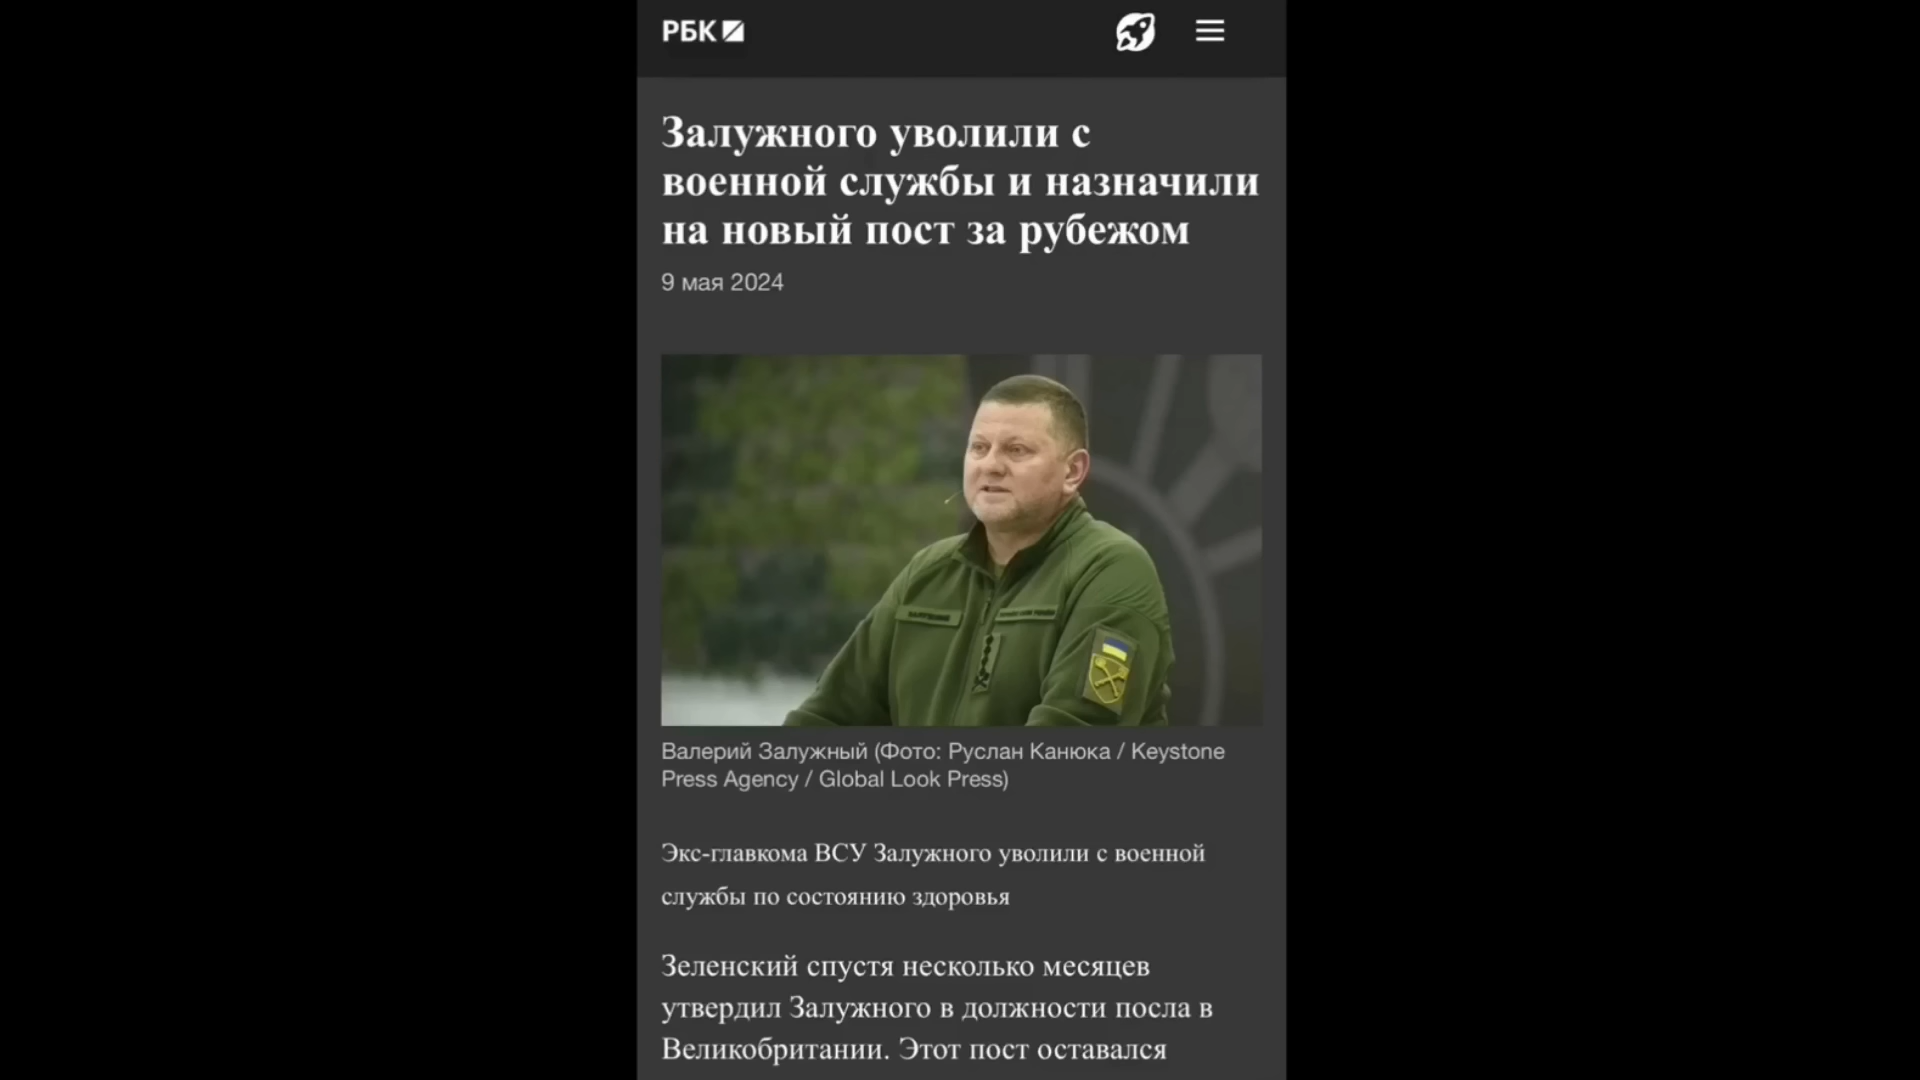 РБК
Залужного уволили с
военной службы и назначили
на новый пост за рубежом
9 мая 2024
Валерий Залужный (Фото: Руслан Канюка / Keystone
Press Agency / Global Look Press)
Экс-главкома ВСУ Залужного уволили с военной
службы по состоянию здоровья
Зеленский спустя несколько месяцев
утвердил Залужного в должности посла в
Великобритании. Этот пост оставался